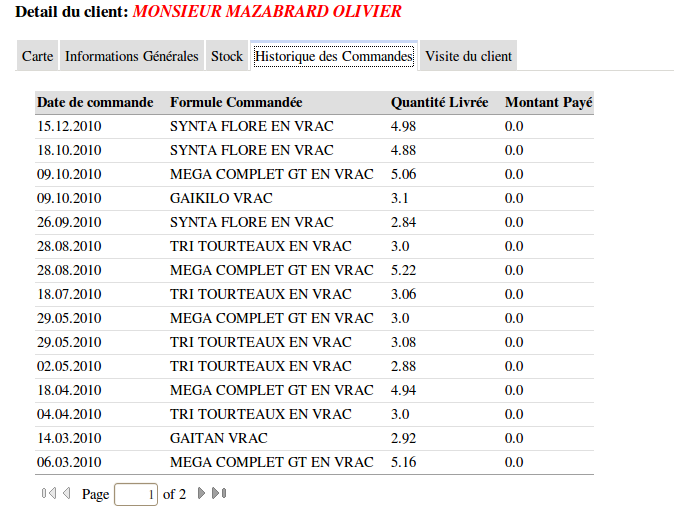 Detail du client: MONSIEUR MAZABRARD OLIVIER
Carte Informations Générales Stock Historique des Commandes Visite du client
Date de commande Formule Commandée Quantité Livrée Montant Payé
15.12.2010 SYNTA FLORE EN VRAC 4.98 0.0
18.10.2010 SYNTA FLORE EN VRAC 4.88 0.0
09.10.2010 MEGA COMPLET GT EN VRAC 5.06 0.0
09.10.2010 GAIKILO VRAC 3.1 0.0
26.09.2010 SYNTA FLORE EN VRAC 2.84 0.0
28.08.2010 TRI TOURTEAUX EN VRAC 3.0 0.0
28.08.2010 MEGA COMPLET GT EN VRAC 5.22 0.0
18.07.2010 TRI TOURTEAUX EN VRAC 3.06 0.0
29.05.2010 MEGA COMPLET GT EN VRAC 3.0 0.0
29.05.2010 TRI TOURTEAUX EN VRAC 3.08 0.0
02.05.2010 TRI TOURTEAUX EN VRAC 2.88 0.0
18.04.2010 MEGA COMPLET GT EN VRAC 4.94 0.0
04.04.2010 TRI TOURTEAUX EN VRAC 3.0 0.0
14.03.2010 GAITAN VRAC 2.92 0.0
06.03.2010 MEGA COMPLET GT EN VRAC 5.16 0.0
Page 1 of 2